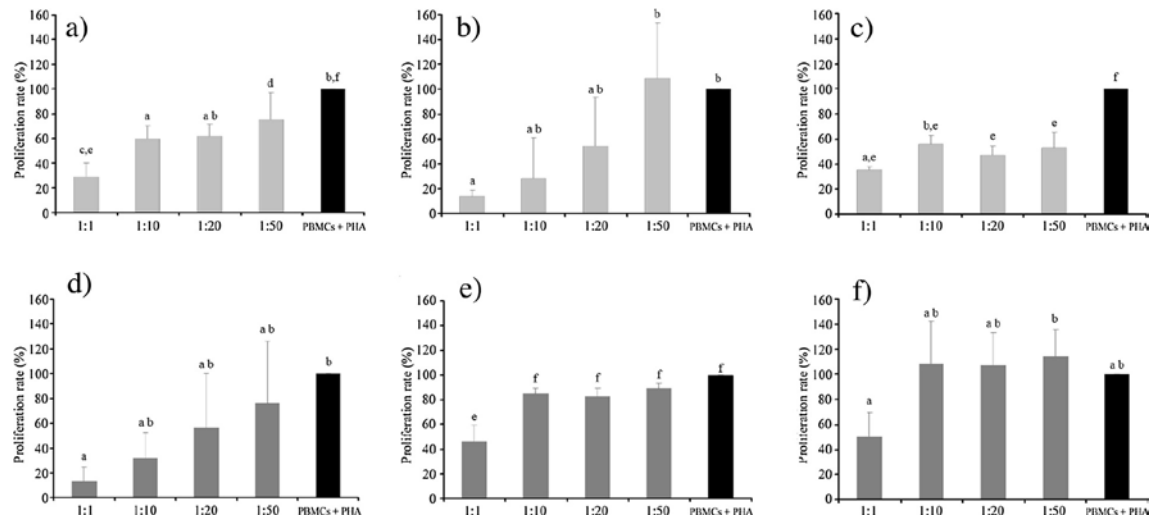 a)
Proliferation rate (%)
160
140
120
100
80
60
40
20
0
c,e
a
a b
d
b,f
1:1 1:10 1:20 1:50 PBMCs + PHA
b)
Proliferation rate (%)
160
140
120
100
80
60
40
20
0
a
a b
a b
b
b
1:1 1:10 1:20 1:50 PBMCs + PHA
c)
Proliferation rate (%)
160
140
120
100
80
60
40
20
0
a,e
b,e
e
e
f
1:1 1:10 1:20 1:50 PBMCs + PHA
d)
Proliferation rate (%)
160
140
120
100
80
60
40
20
0
a
a b
a b
a b
b
1:1 1:10 1:20 1:50 PBMCs + PHA
e)
Proliferation rate (%)
160
140
120
100
80
60
40
20
0
e
f
f
f
f
1:1 1:10 1:20 1:50 PBMCs + PHA
f)
Proliferation rate (%)
160
140
120
100
80
60
40
20
0
a
a b
a b
b
a b
1:1 1:10 1:20 1:50 PBMCs + PHA